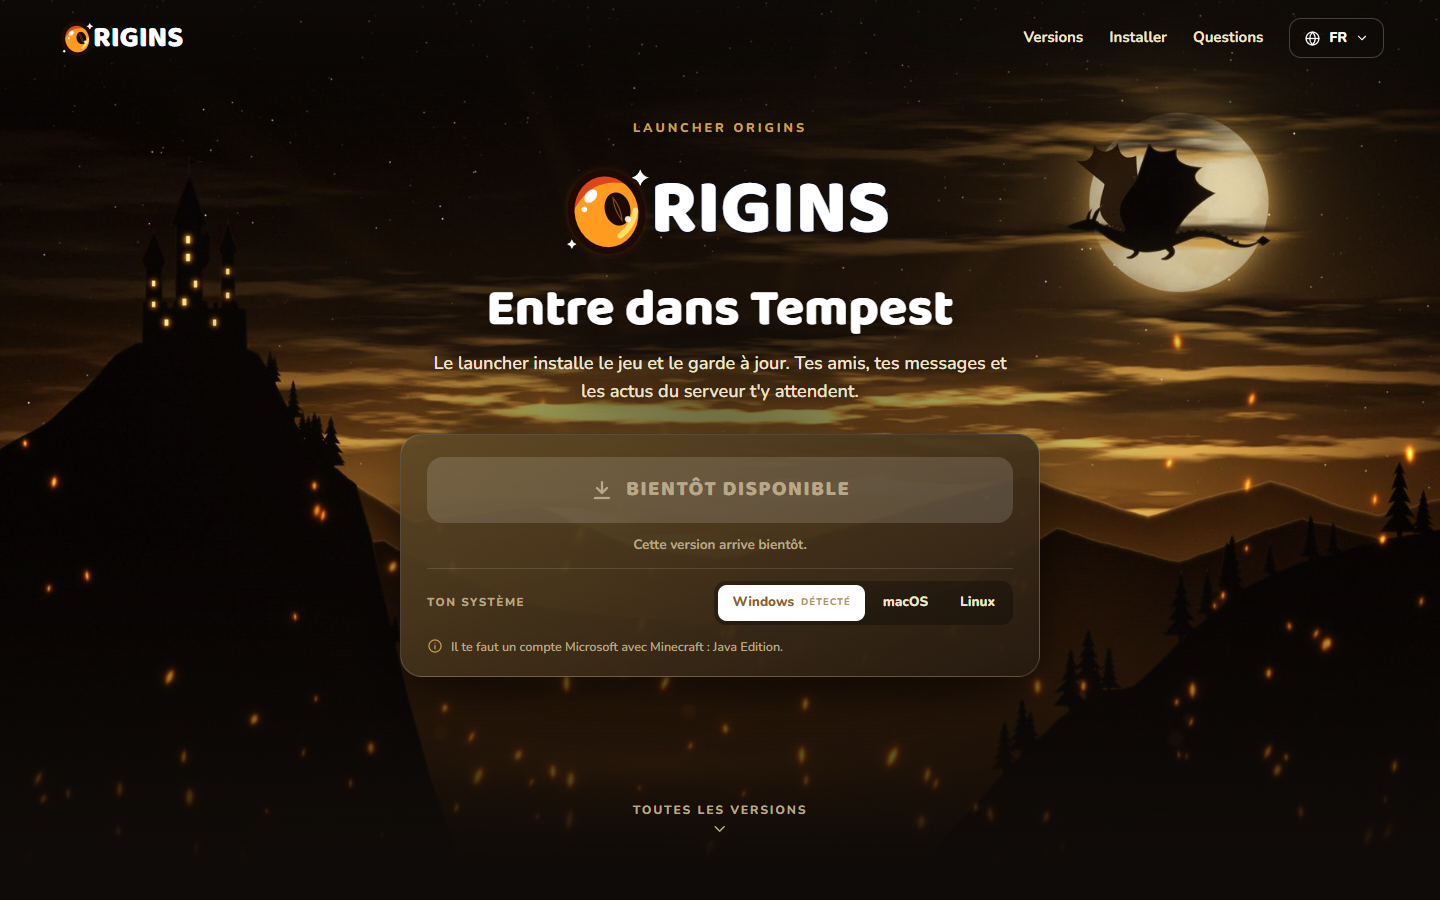 RIGINS
Versions
Installer
Questions
FR
LAUNCHER ORIGINS
RIGINS
Entre dans Tempest
Le launcher installe le jeu et le garde à jour. Tes amis, tes messages et
les actus du serveur t'y attendent.
BIENTÔT DISPONIBLE
Cette version arrive bientôt.
TON SYSTÈME
Windows DÉTECTÉ
macOS
Linux
Il te faut un compte Microsoft avec Minecraft : Java Edition.
TOUTES LES VERSIONS